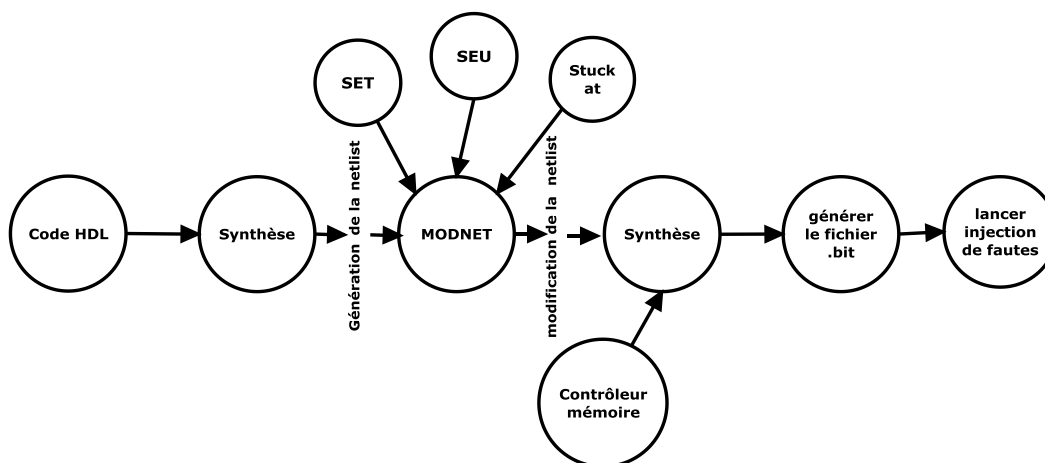 SET
SEU
Stuck
at
Code HDL
Synthèse
Génération de la netlist
MODNET
modification de la netlist
Synthèse
générer
le fichier
.bit
lancer
injection
de fautes
Contrôleur
mémoire